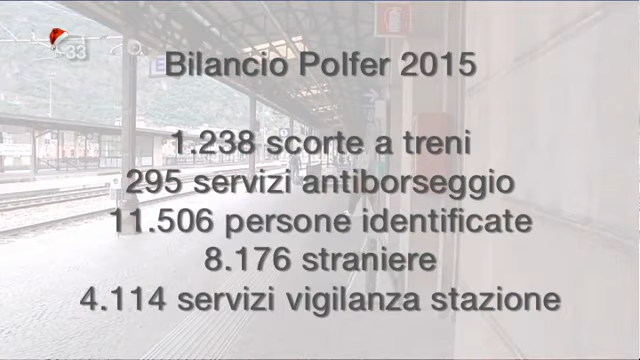 33
Bilancio Polfer 2015
1.238 scorte a treni
295 servizi antiborseggio
11.506 persone identificate
8.176 straniere
4.114 servizi vigilanza stazione